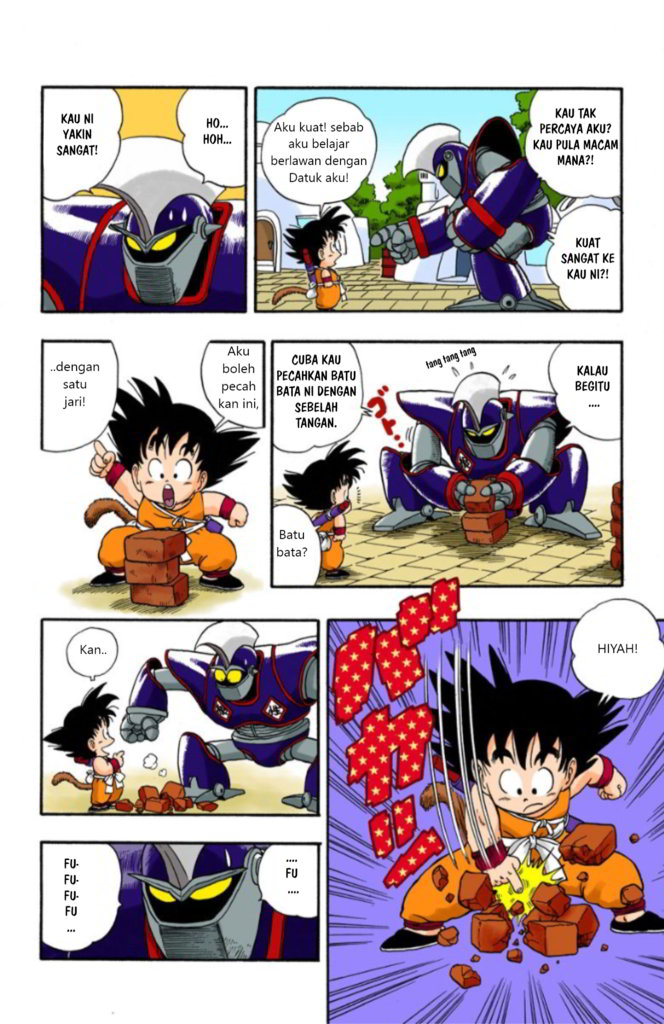 KAU TAK
PERCAYA AKU?
KAU PULA MACAM
MANA?!
KUAT
SANGAT KE
KAU NI?!
Aku kuat! sebab
aku belajar
berlawan dengan
Datuk aku!
HO...
HOH...
KAU NI
YAKIN
SANGAT!
KALAU
BEGITU
....
tang tang tang
CUBA KAU
PECAHKAN BATU
BATA NI DENGAN
SEBELAH
TANGAN.
Batu
bata?
Aku
boleh
pecah
kan ini,
..dengan
satu
jari!
HIYAH!
Kan..
....
FU
....
FU.
FU.
FU.
FU
...